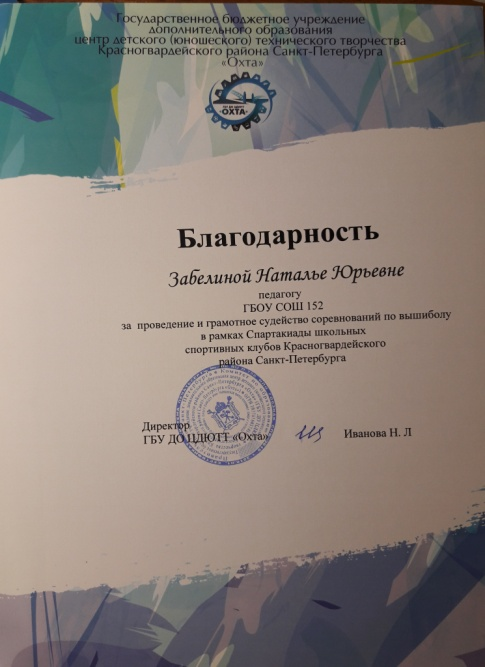 Государственное бюджетное учреждение
дополнительного образования
центр детского (юношеского) технического творчества
Красногвардейского района Санкт-Петербурга
«Охта»
«ОХТА»
Благодарность
Забелиной Наталье Юрьевне
педагогу
ГБОУ СОШ 152
за проведение и грамотное судейство соревнований по вышиболу
в рамках Спартакиады школьных
спортивных клубов Красногвардейского
района Санкт-Петербурга
Директор
ГБУ ДО ЦДЮТТ «Охта»
Иванова Н. Л